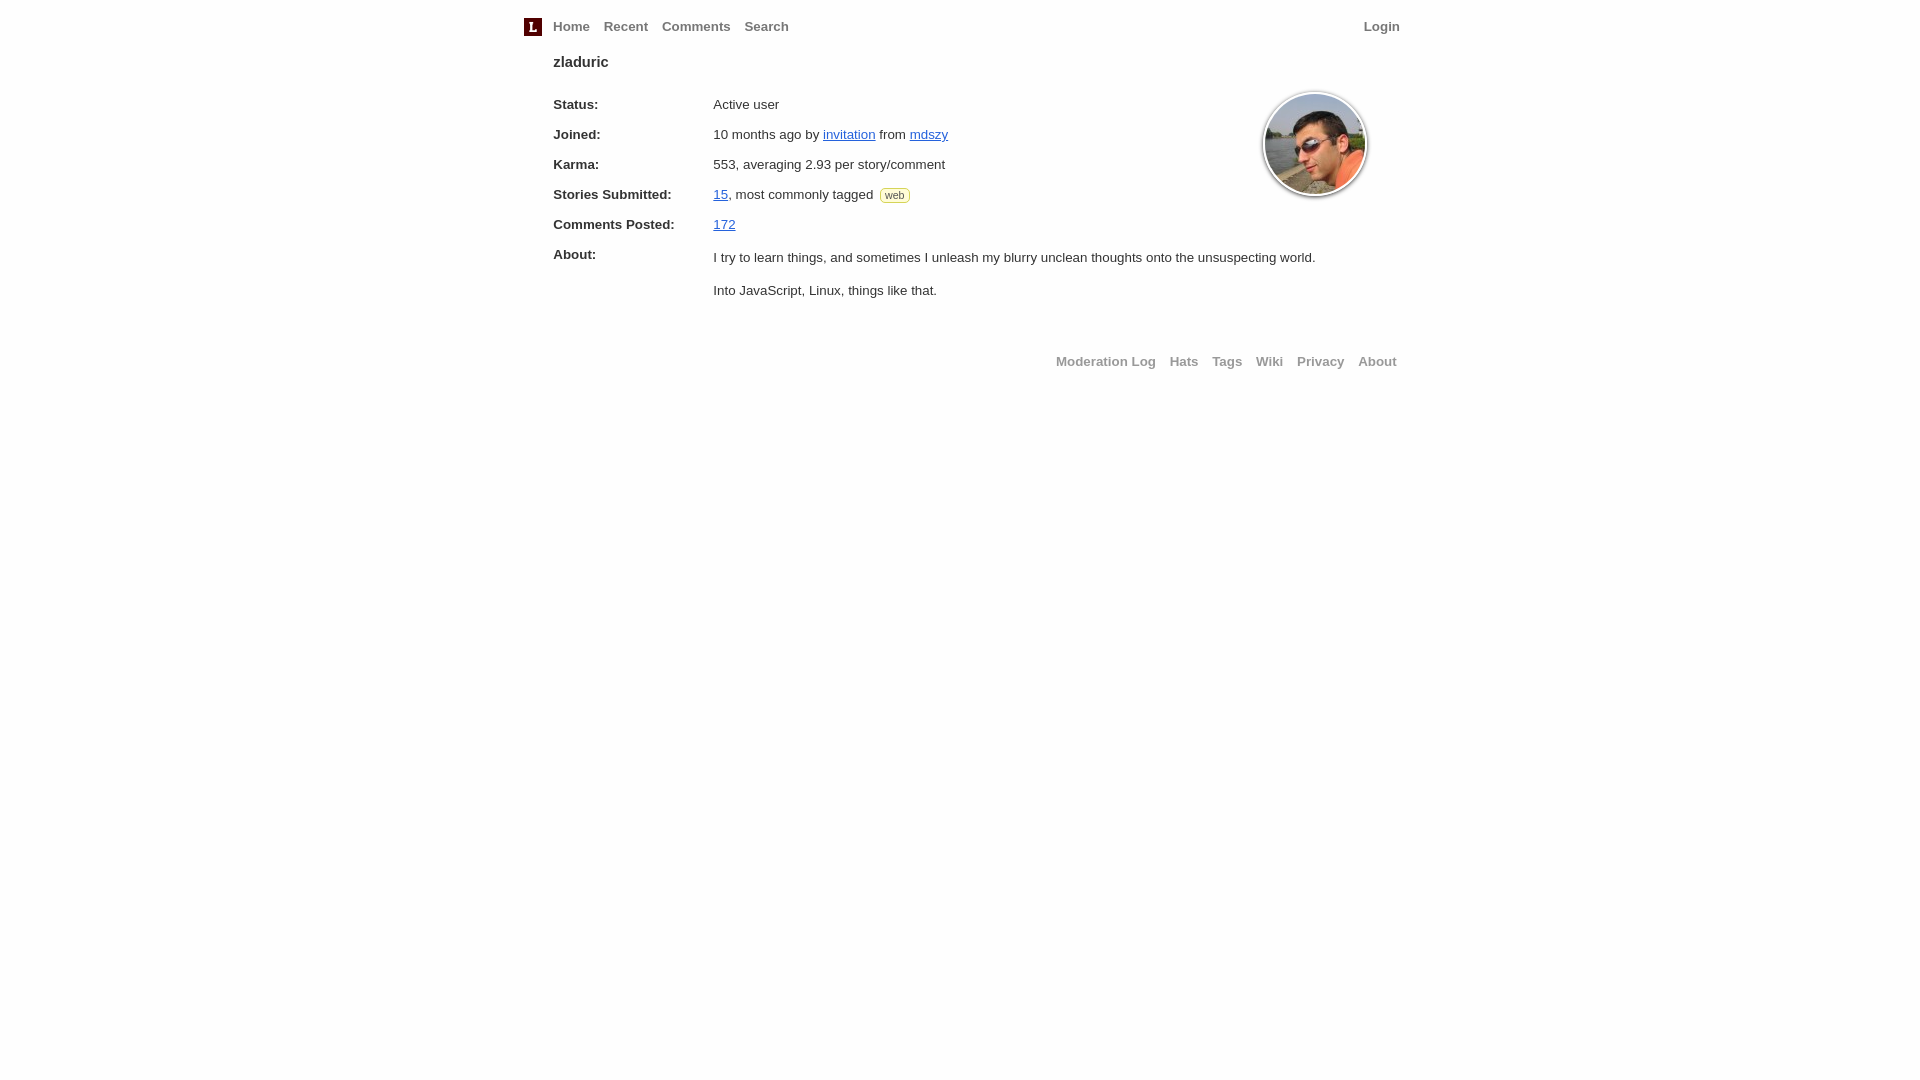 L Home Recent Comments Search Login
zladuric
Status: Active user
Joined: 10 months ago by invitation from mdszy
Karma: 553, averaging 2.93 per story/comment
Stories Submitted: 15, most commonly tagged web
Comments Posted: 172
About: I try to learn things, and sometimes I unleash my blurry unclean thoughts onto the unsuspecting world.
Into JavaScript, Linux, things like that.
Moderation Log Hats Tags Wiki Privacy About